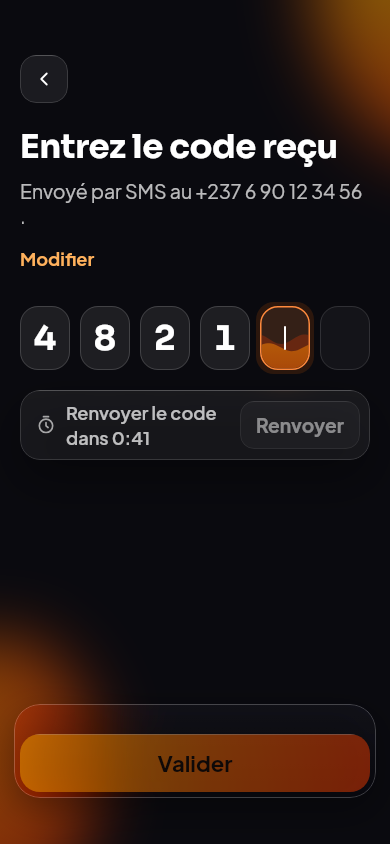 Entrez le code reçu
Envoyé par SMS au +237 6 90 12 34 56
.
Modifier
4 8 2 1
Renvoyer le code
dans 0:41
Renvoyer
Valider